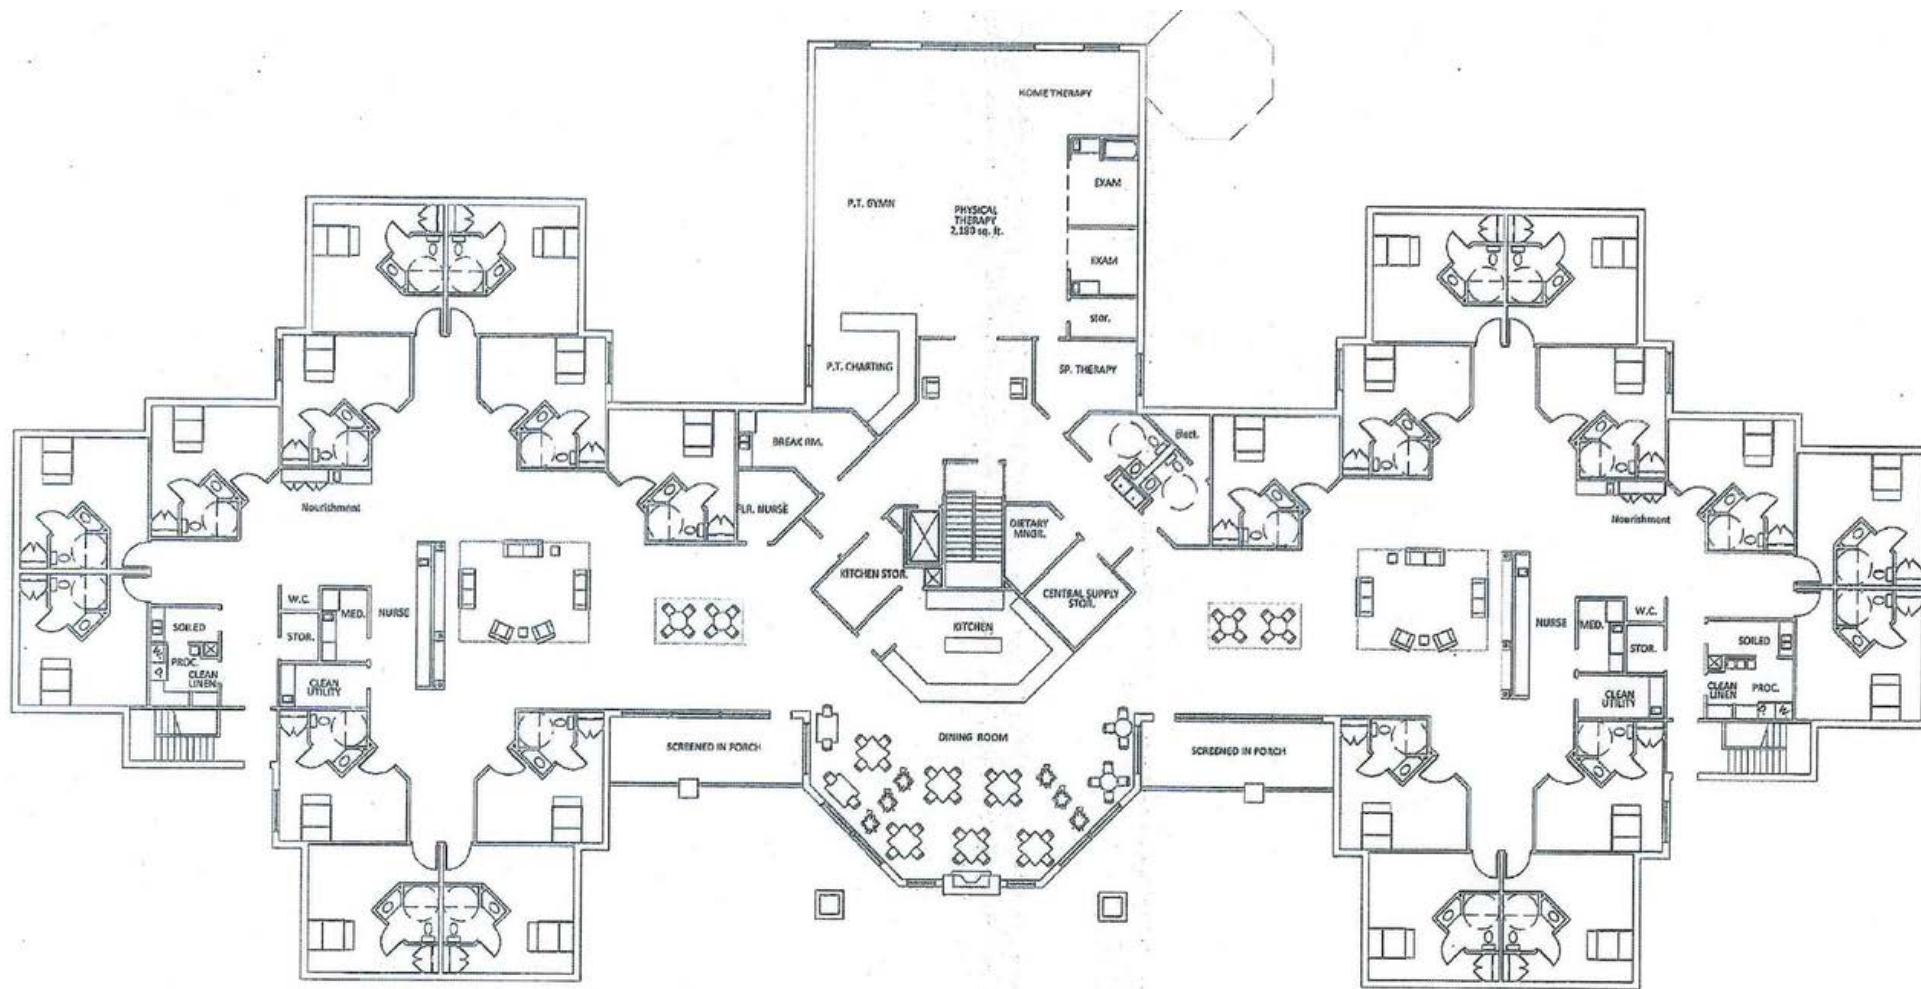 HOME THERAPY
EXAM
P.T. GYMN
PHYSICAL
THERAPY
2,180 sq. ft.
EXAM
stor.
P.T. CHARTING
SP. THERAPY
BREAK RM.
Elect.
Nourishment
FLR. NURSE
DIETARY
MNGR.
Nourishment
KITCHEN STOR.
CENTRAL SUPPLY
STOR.
W.C.
MED.
NURSE
STOR.
SOILED
PROC.
CLEAN
LINEN
CLEAN
UTILITY
KITCHEN
NURSE
MED.
W.C.
STOR.
SOILED
CLEAN
LINEN
PROC.
CLEAN
UTILITY
SCREENED IN PORCH
DINING ROOM
SCREENED IN PORCH